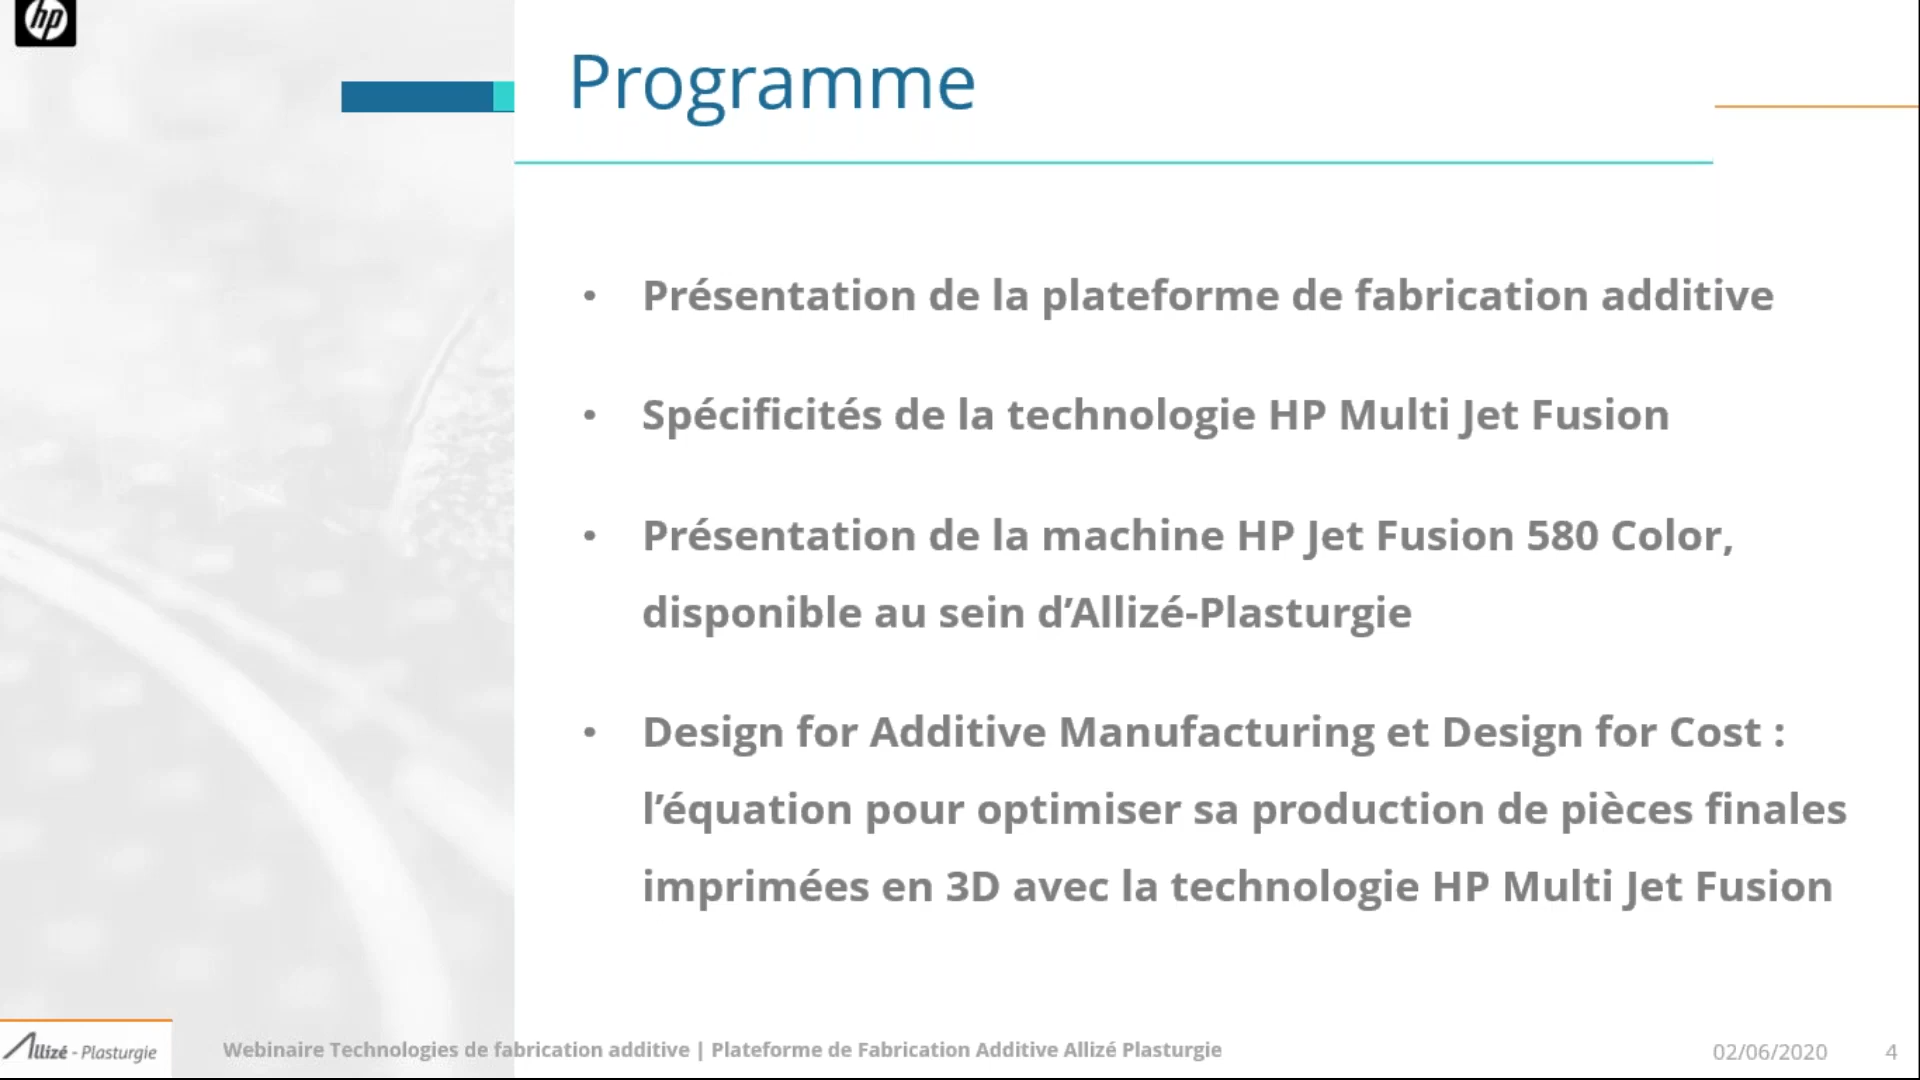 hp
Programme
• Présentation de la plateforme de fabrication additive
• Spécificités de la technologie HP Multi Jet Fusion
• Présentation de la machine HP Jet Fusion 580 Color,
disponible au sein d’Allizé-Plasturgie
• Design for Additive Manufacturing et Design for Cost :
l’équation pour optimiser sa production de pièces finales
imprimées en 3D avec la technologie HP Multi Jet Fusion
Allizé - Plasturgie
Webinaire Technologies de fabrication additive | Plateforme de Fabrication Additive Allizé Plasturgie
02/06/2020
4